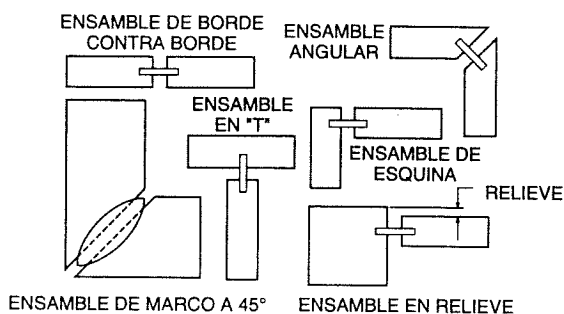 ENSAMBLE DE BORDE
CONTRA BORDE
ENSAMBLE
ANGULAR
ENSAMBLE
EN "T"
ENSAMBLE DE
ESQUINA
RELIEVE
ENSAMBLE DE MARCO A 45°
ENSAMBLE EN RELIEVE